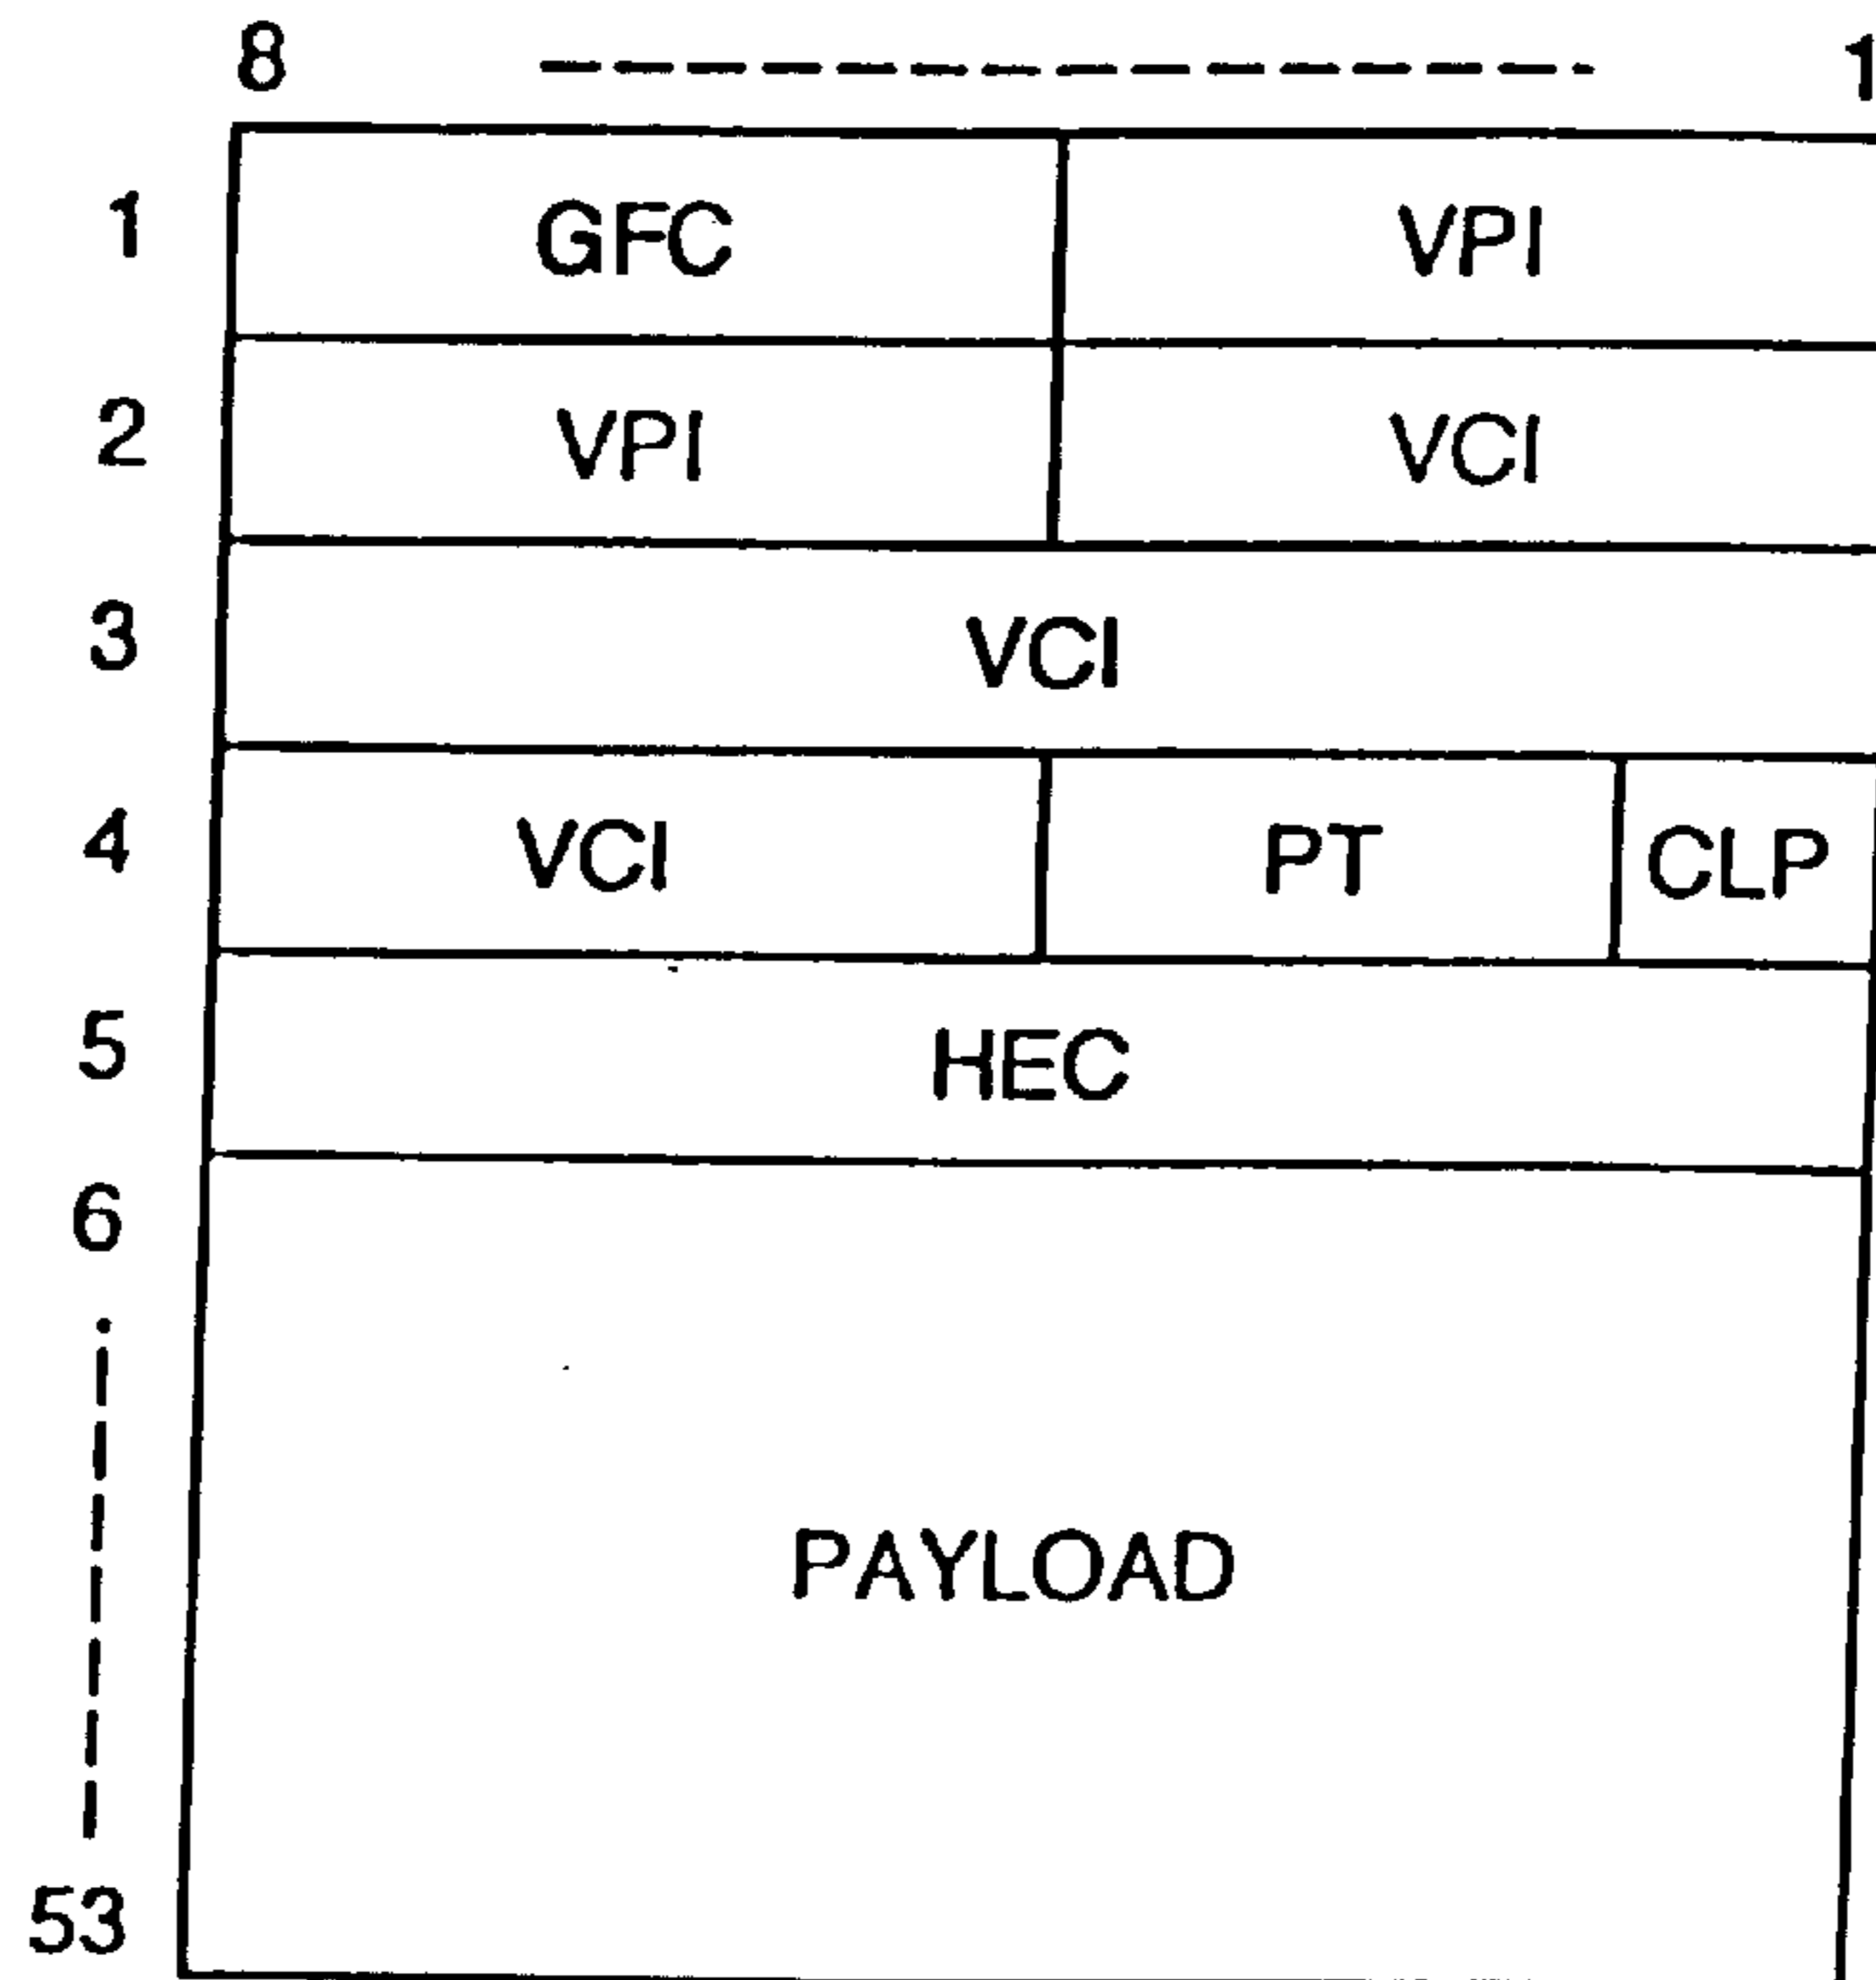 8 1
1 GFC VPI
2 VPI VCI
3 VCI
4 VCI PT CLP
5 HEC
6
PAYLOAD
53